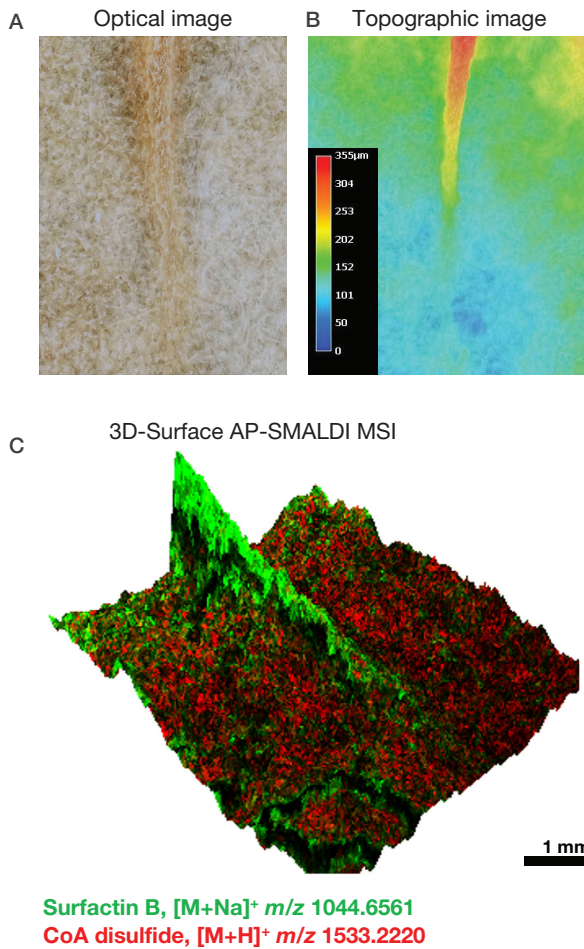 A
Optical image
B
Topographic image
355µm
304
253
202
152
101
50
0
C
3D-Surface AP-SMALDI MSI
1 mm
Surfactin B, [M+Na]⁺ m/z 1044.6561
CoA disulfide, [M+H]⁺ m/z 1533.2220